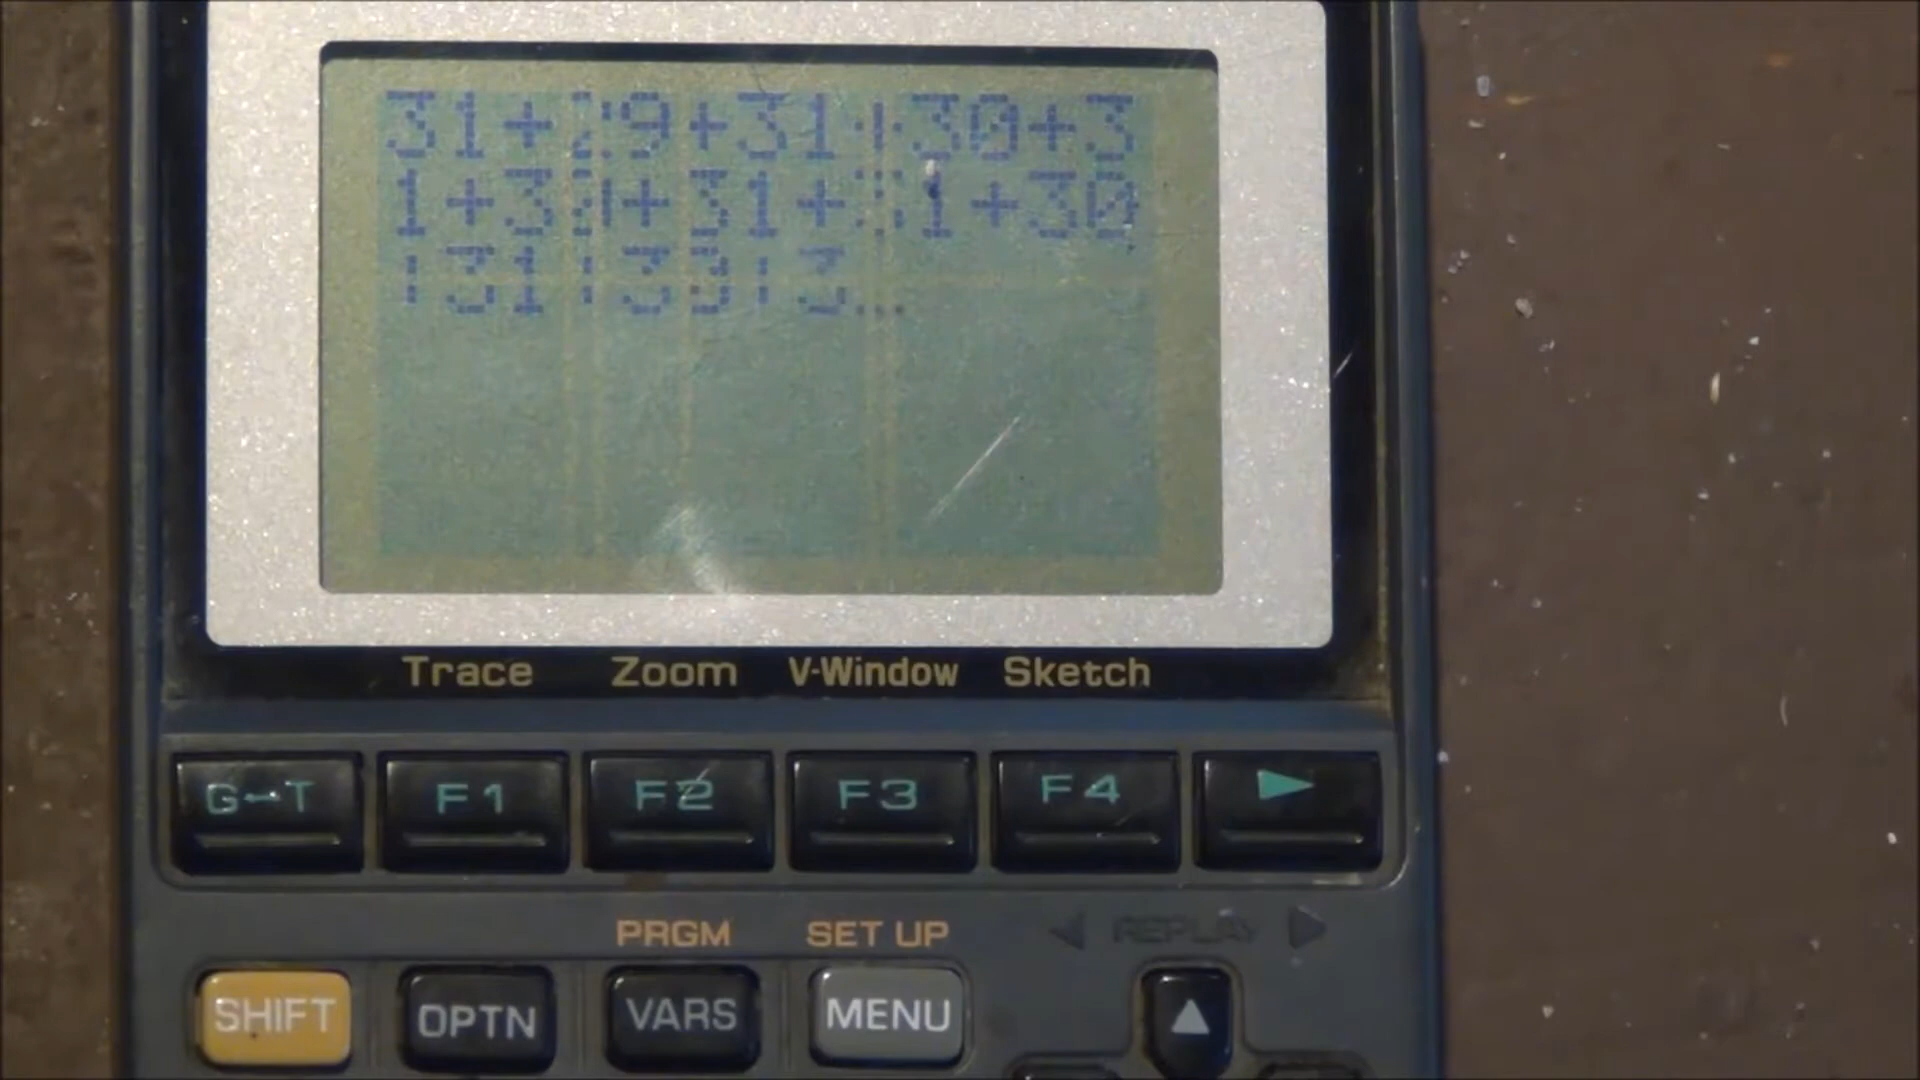 31+29+31+30+3
1+30+31+31+30
+31+30+31
Trace Zoom V-Window Sketch
G↔T F1 F2 F3 F4 ▶
PRGM SET UP ◀ REPLAY ▶
SHIFT OPTN VARS MENU ▲